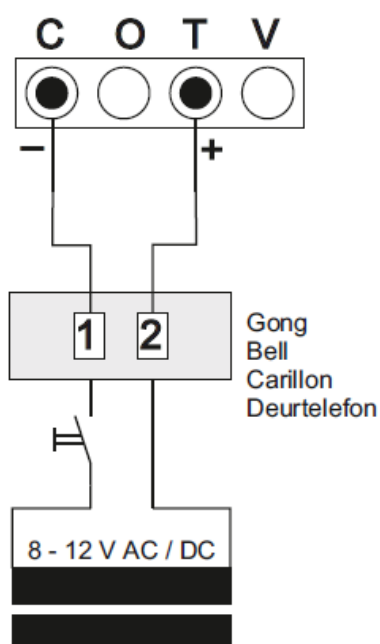 C O T V
− +
1 2
Gong
Bell
Carillon
Deurtelefon
8 - 12 V AC / DC